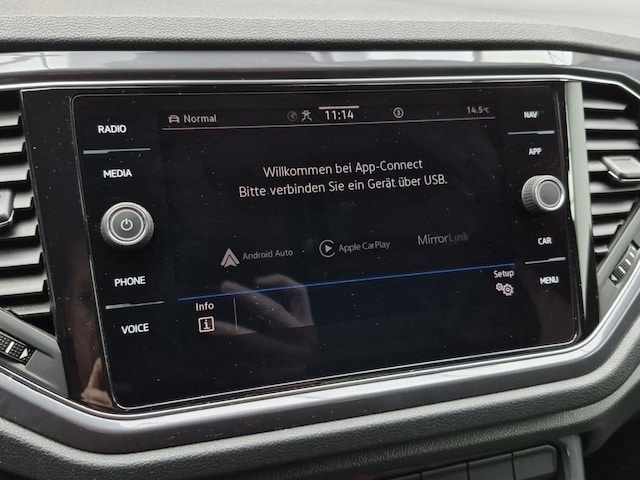 RADIO
MEDIA
PHONE
VOICE
Normal 11:14 14.5°C
Willkommen bei App-Connect
Bitte verbinden Sie ein Gerät über USB.
Android Auto Apple CarPlay MirrorLink
Setup
Info
NAV
APP
CAR
MENU